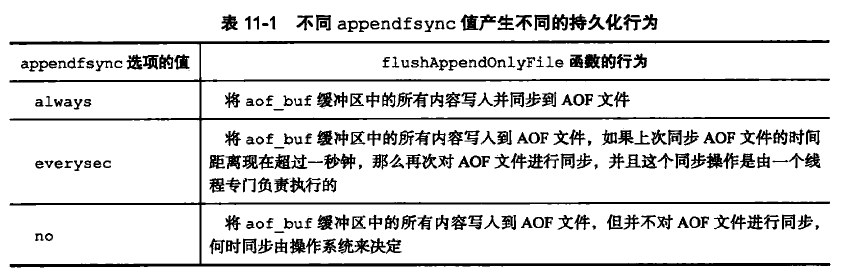 表 11-1 不同 appendfsync 值产生不同的持久化行为
appendfsync 选项的值 flushAppendOnlyFile 函数的行为
always 将 aof_buf 缓冲区中的所有内容写入并同步到 AOF 文件
将 aof_buf 缓冲区中的所有内容写入到 AOF 文件，如果上次同步 AOF 文件的时间
everysec 距离现在超过一秒钟，那么再次对 AOF 文件进行同步，并且这个同步操作是由一个线
程专门负责执行的
no 将 aof_buf 缓冲区中的所有内容写入到 AOF 文件，但并不对 AOF 文件进行同步，
何时同步由操作系统来决定